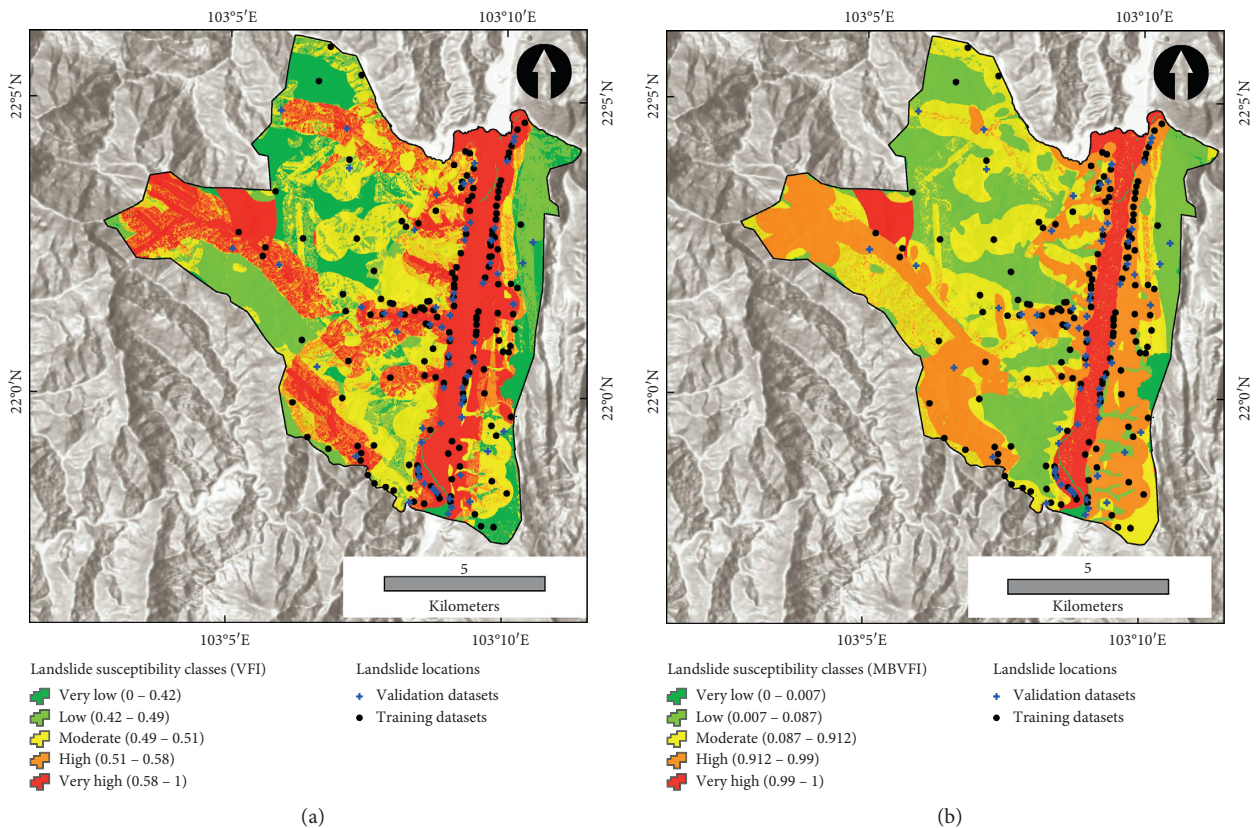 103°5′E 103°10′E
22°5′N 22°5′N
22°0′N 22°0′N
5
Kilometers
103°5′E 103°10′E
Landslide susceptibility classes (VFI)
Very low (0 – 0.42)
Low (0.42 – 0.49)
Moderate (0.49 – 0.51)
High (0.51 – 0.58)
Very high (0.58 – 1)
Landslide locations
Validation datasets
Training datasets
(a)
103°5′E 103°10′E
22°5′N 22°5′N
22°0′N 22°0′N
5
Kilometers
103°5′E 103°10′E
Landslide susceptibility classes (MBVFI)
Very low (0 – 0.007)
Low (0.007 – 0.087)
Moderate (0.087 – 0.912)
High (0.912 – 0.99)
Very high (0.99 – 1)
Landslide locations
Validation datasets
Training datasets
(b)